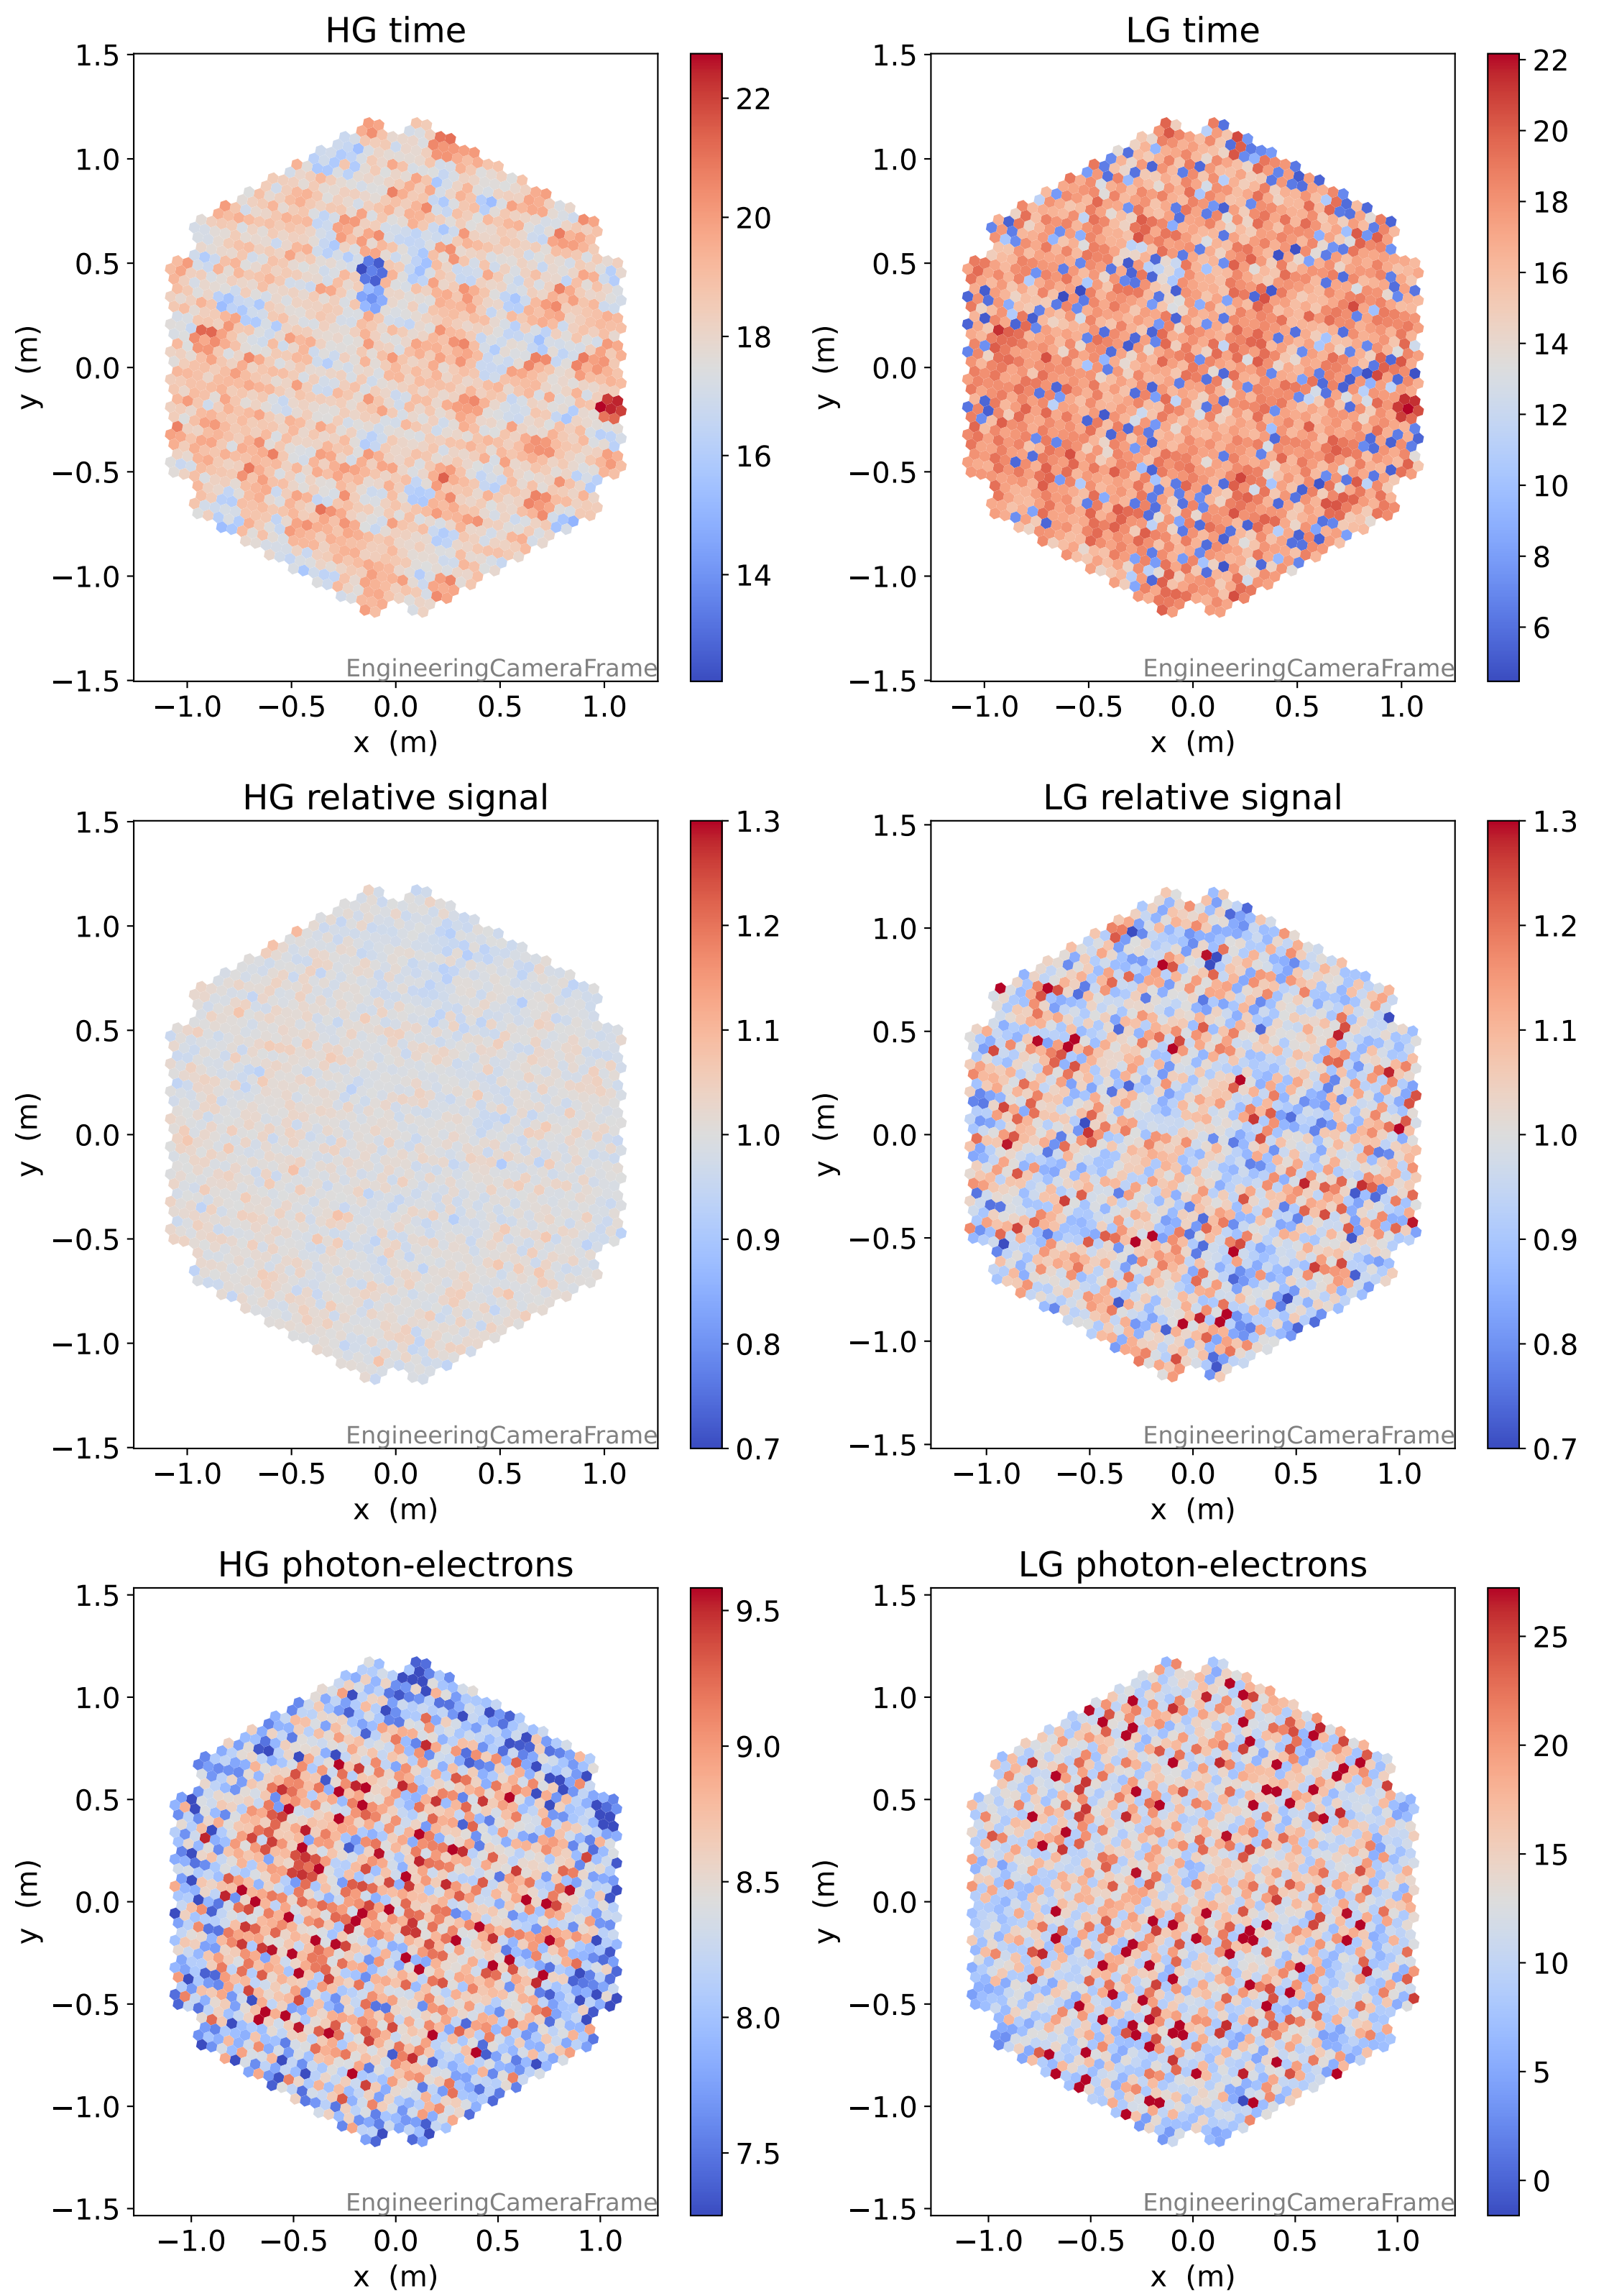 HG time
1.5
1.0
0.5
0.0
−0.5
−1.0
−1.5
y (m)
−1.0 −0.5 0.0 0.5 1.0
x (m)
EngineeringCameraFrame
22
20
18
16
14
LG time
1.5
1.0
0.5
0.0
−0.5
−1.0
−1.5
y (m)
−1.0 −0.5 0.0 0.5 1.0
x (m)
EngineeringCameraFrame
22
20
18
16
14
12
10
8
6
HG relative signal
1.5
1.0
0.5
0.0
−0.5
−1.0
−1.5
y (m)
−1.0 −0.5 0.0 0.5 1.0
x (m)
EngineeringCameraFrame
1.3
1.2
1.1
1.0
0.9
0.8
0.7
LG relative signal
1.5
1.0
0.5
0.0
−0.5
−1.0
−1.5
y (m)
−1.0 −0.5 0.0 0.5 1.0
x (m)
EngineeringCameraFrame
1.3
1.2
1.1
1.0
0.9
0.8
0.7
HG photon-electrons
1.5
1.0
0.5
0.0
−0.5
−1.0
−1.5
y (m)
−1.0 −0.5 0.0 0.5 1.0
x (m)
EngineeringCameraFrame
9.5
9.0
8.5
8.0
7.5
LG photon-electrons
1.5
1.0
0.5
0.0
−0.5
−1.0
−1.5
y (m)
−1.0 −0.5 0.0 0.5 1.0
x (m)
EngineeringCameraFrame
25
20
15
10
5
0